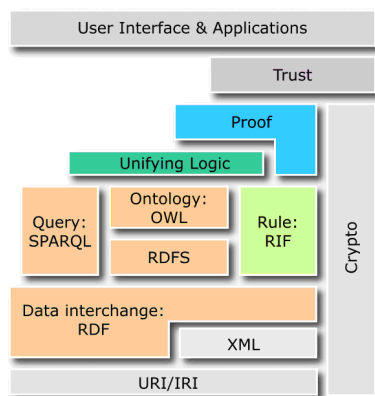 User Interface & Applications
Trust
Proof
Unifying Logic
Query:
SPARQL
Ontology:
OWL
RDFS
Rule:
RIF
Crypto
Data interchange:
RDF
XML
URI/IRI